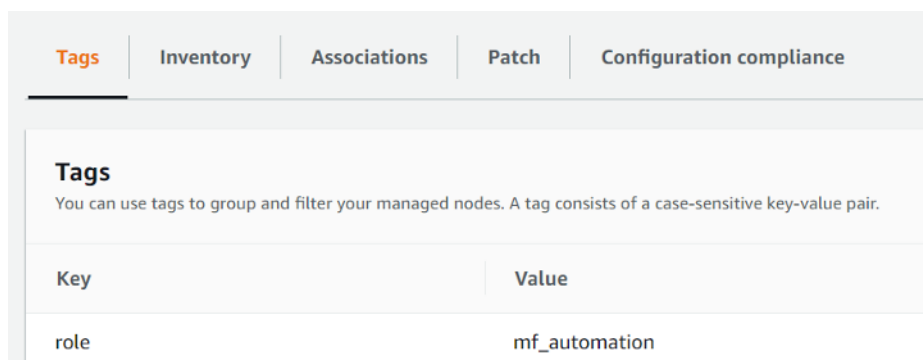 Tags Inventory Associations Patch Configuration compliance
Tags
You can use tags to group and filter your managed nodes. A tag consists of a case-sensitive key-value pair.
Key Value
role mf_automation